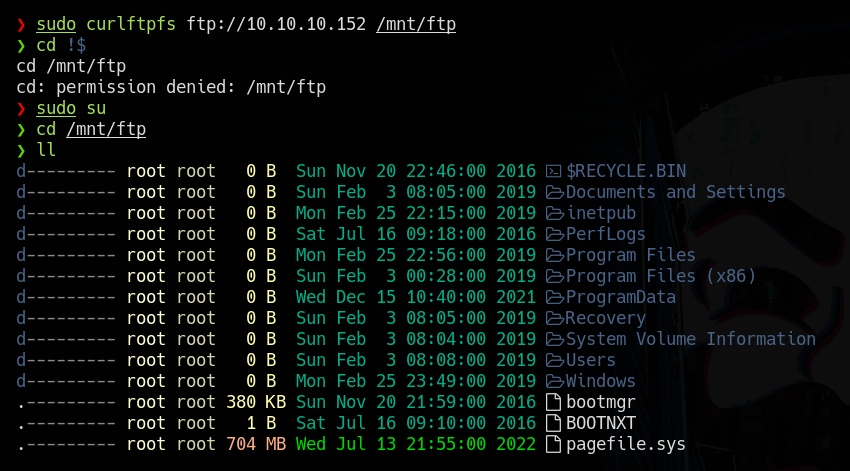 ❯ sudo curlftpfs ftp://10.10.10.152 /mnt/ftp
❯ cd !$
cd /mnt/ftp
cd: permission denied: /mnt/ftp
❯ sudo su
❯ cd /mnt/ftp
❯ ll
d--------- root root   0 B  Sun Nov 20 22:46:00 2016 $RECYCLE.BIN
d--------- root root   0 B  Sun Feb  3 08:05:00 2019 Documents and Settings
d--------- root root   0 B  Mon Feb 25 22:15:00 2019 inetpub
d--------- root root   0 B  Sat Jul 16 09:18:00 2016 PerfLogs
d--------- root root   0 B  Mon Feb 25 22:56:00 2019 Program Files
d--------- root root   0 B  Sun Feb  3 00:28:00 2019 Program Files (x86)
d--------- root root   0 B  Wed Dec 15 10:40:00 2021 ProgramData
d--------- root root   0 B  Sun Feb  3 08:05:00 2019 Recovery
d--------- root root   0 B  Sun Feb  3 08:04:00 2019 System Volume Information
d--------- root root   0 B  Sun Feb  3 08:08:00 2019 Users
d--------- root root   0 B  Mon Feb 25 23:49:00 2019 Windows
.--------- root root 380 KB Sun Nov 20 21:59:00 2016 bootmgr
.--------- root root   1 B  Sat Jul 16 09:10:00 2016 BOOTNXT
.--------- root root 704 MB Wed Jul 13 21:55:00 2022 pagefile.sys